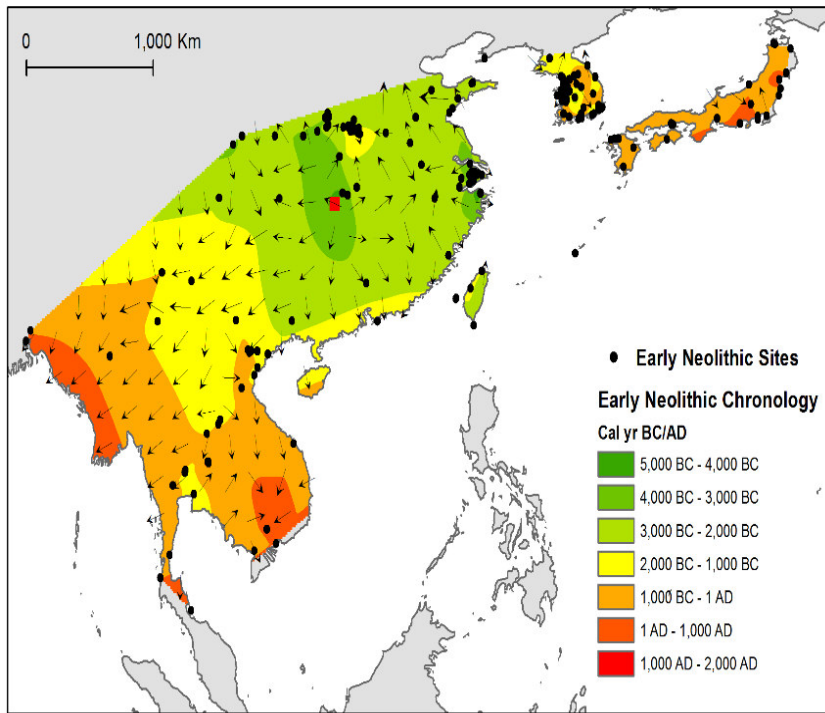 0 1,000 Km
Early Neolithic Sites
Early Neolithic Chronology
Cal yr BC/AD
5,000 BC - 4,000 BC
4,000 BC - 3,000 BC
3,000 BC - 2,000 BC
2,000 BC - 1,000 BC
1,000 BC - 1 AD
1 AD - 1,000 AD
1,000 AD - 2,000 AD